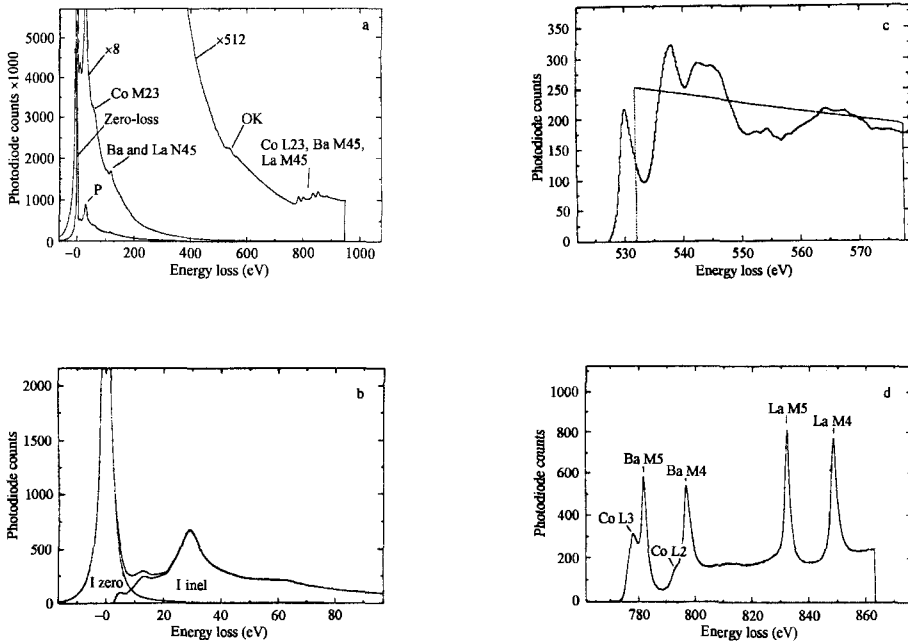 a
5000
4000
3000
2000
1000
0
Photodiode counts ×1000
×8
Co M23
Zero-loss
Ba and La N45
P
×512
OK
Co L23, Ba M45,
La M45
−0 200 400 600 800 1000
Energy loss (eV)
c
350
300
250
200
150
100
50
0
Photodiode counts
530 540 550 560 570
Energy loss (eV)
b
2000
1500
1000
500
0
Photodiode counts
I zero
I inel
−0 20 40 60 80
Energy loss (eV)
d
1000
800
600
400
200
0
Photodiode counts
La M5 La M4
Ba M5 Ba M4
Co L3
Co L2
780 800 820 840 860
Energy loss (eV)